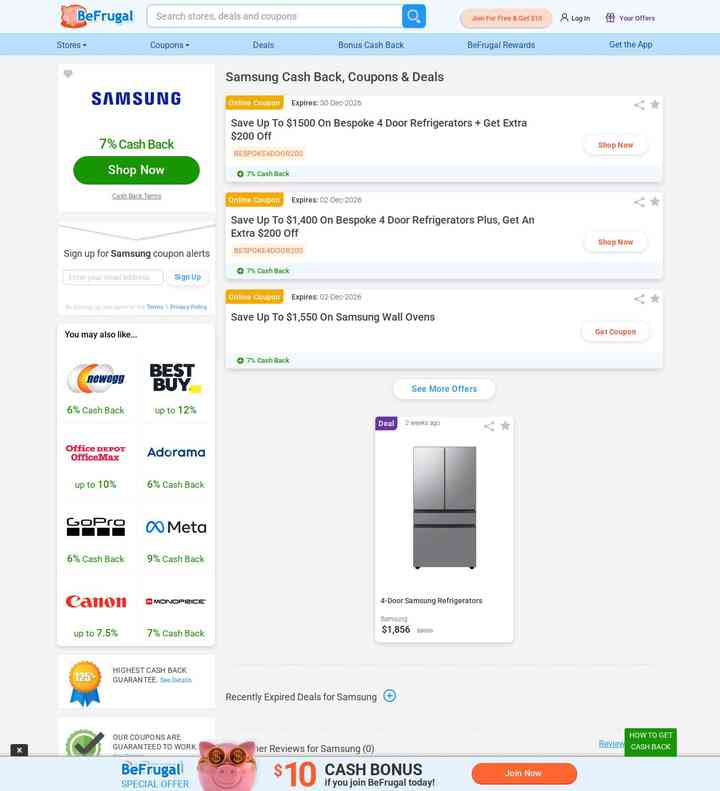 BeFrugal
Search stores, deals and coupons
Join For Free & Get $10
Log In
Your Offers
Stores
Coupons
Deals
Bonus Cash Back
BeFrugal Rewards
Get the App
SAMSUNG
7% Cash Back
Shop Now
Cash Back Terms
Sign up for Samsung coupon alerts
Enter your email address
Sign Up
Terms & Privacy Policy
You may also like...
newegg
6% Cash Back
BEST BUY
up to 12%
Office DEPOT
OfficeMax
up to 10%
Adorama
6% Cash Back
GoPro
6% Cash Back
Meta
9% Cash Back
Canon
up to 7.5%
MONOPRICE
7% Cash Back
125%
HIGHEST CASH BACK
GUARANTEE. See Details
OUR COUPONS ARE
GUARANTEED TO WORK.
Samsung Cash Back, Coupons & Deals
Online Coupon
Expires: 30-Dec-2026
Save Up To $1500 On Bespoke 4 Door Refrigerators + Get Extra
$200 Off
BESPOKE4DOOR200
Shop Now
7% Cash Back
Online Coupon
Expires: 02-Dec-2026
Save Up To $1,400 On Bespoke 4 Door Refrigerators Plus, Get An
Extra $200 Off
BESPOKE4DOOR200
Shop Now
7% Cash Back
Online Coupon
Expires: 02-Dec-2026
Save Up To $1,550 On Samsung Wall Ovens
Get Coupon
7% Cash Back
See More Offers
Deal
2 weeks ago
4-Door Samsung Refrigerators
Samsung
$1,856
Recently Expired Deals for Samsung
er Reviews for Samsung (0)
Review
HOW TO GET
CASH BACK
x
BeFrugal
SPECIAL OFFER
$10 CASH BONUS
if you join BeFrugal today!
Join Now